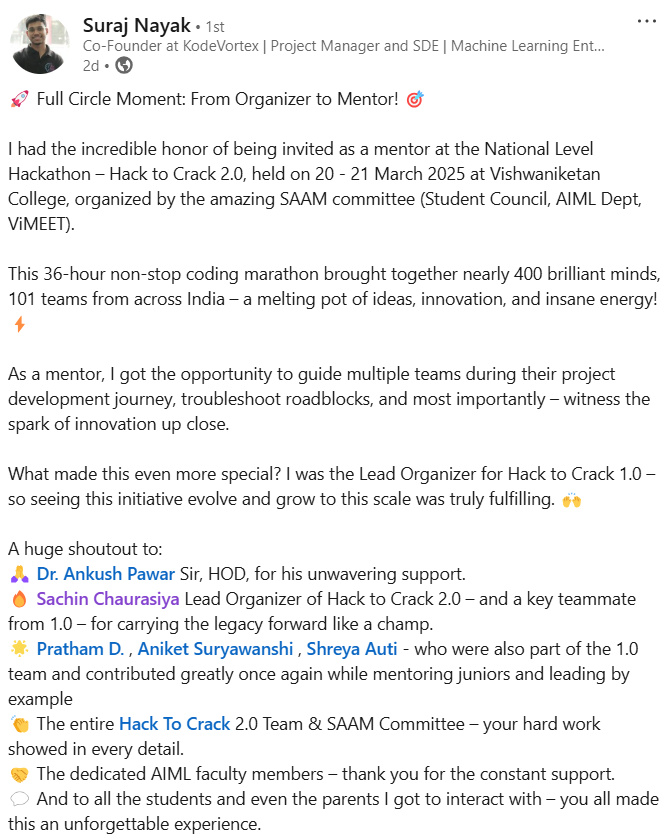 Suraj Nayak • 1st
Co-Founder at KodeVortex | Project Manager and SDE | Machine Learning Ent...
2d •
🚀 Full Circle Moment: From Organizer to Mentor! 🎯
I had the incredible honor of being invited as a mentor at the National Level
Hackathon – Hack to Crack 2.0, held on 20 - 21 March 2025 at Vishwaniketan
College, organized by the amazing SAAM committee (Student Council, AIML Dept,
ViMEET).
This 36-hour non-stop coding marathon brought together nearly 400 brilliant minds,
101 teams from across India – a melting pot of ideas, innovation, and insane energy!
⚡
As a mentor, I got the opportunity to guide multiple teams during their project
development journey, troubleshoot roadblocks, and most importantly – witness the
spark of innovation up close.
What made this even more special? I was the Lead Organizer for Hack to Crack 1.0 –
so seeing this initiative evolve and grow to this scale was truly fulfilling. 🙌
A huge shoutout to:
🙏 Dr. Ankush Pawar Sir, HOD, for his unwavering support.
🔥 Sachin Chaurasiya Lead Organizer of Hack to Crack 2.0 – and a key teammate
from 1.0 – for carrying the legacy forward like a champ.
🌟 Pratham D. , Aniket Suryawanshi , Shreya Auti - who were also part of the 1.0
team and contributed greatly once again while mentoring juniors and leading by
example
👏 The entire Hack To Crack 2.0 Team & SAAM Committee – your hard work
showed in every detail.
🤝 The dedicated AIML faculty members – thank you for the constant support.
💬 And to all the students and even the parents I got to interact with – you all made
this an unforgettable experience.